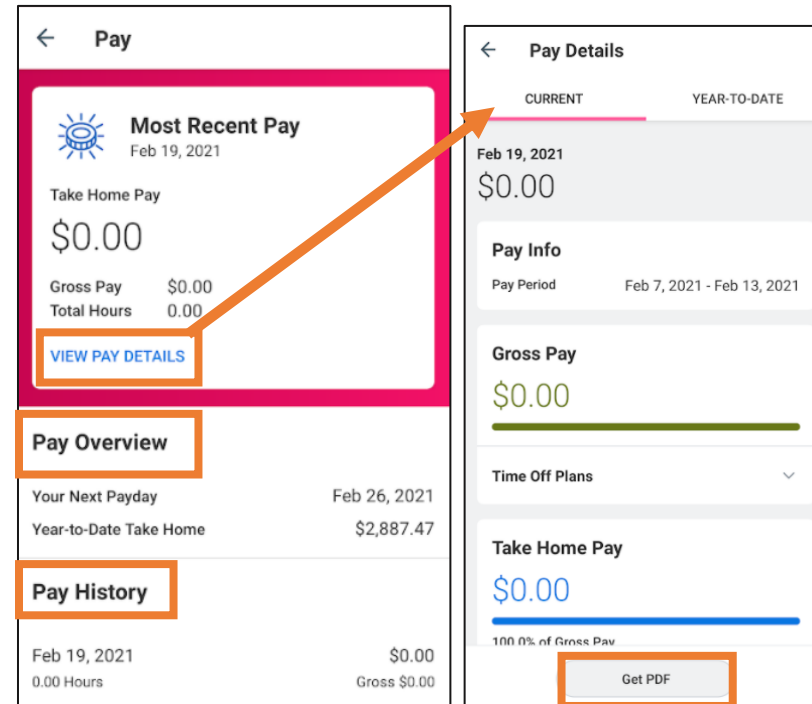 Pay
Most Recent Pay
Feb 19, 2021
Take Home Pay
$0.00
Gross Pay $0.00
Total Hours 0.00
VIEW PAY DETAILS
Pay Overview
Your Next Payday Feb 26, 2021
Year-to-Date Take Home $2,887.47
Pay History
Feb 19, 2021 $0.00
0.00 Hours Gross $0.00
Pay Details
CURRENT YEAR-TO-DATE
Feb 19, 2021
$0.00
Pay Info
Pay Period Feb 7, 2021 - Feb 13, 2021
Gross Pay
$0.00
Time Off Plans
Take Home Pay
$0.00
100.0% of Gross Pay
Get PDF